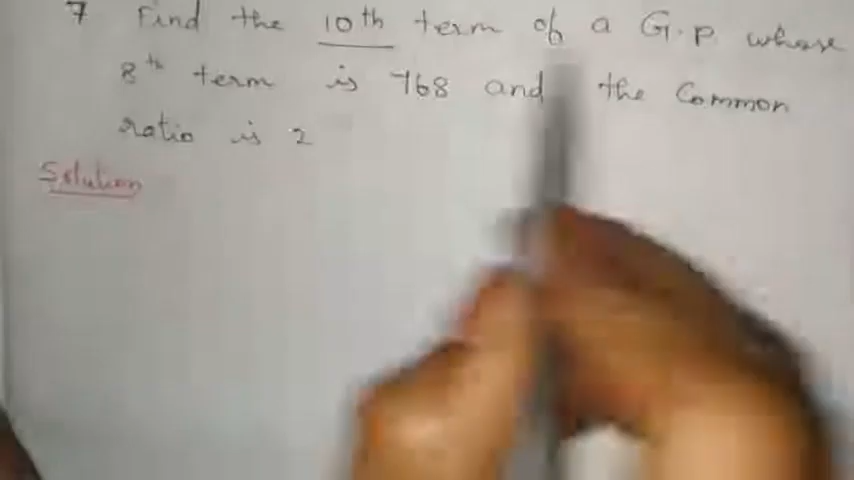 7 Find the 10th term of a G.P whose
8th term is 768 and the Common
ratio is 2
Solution